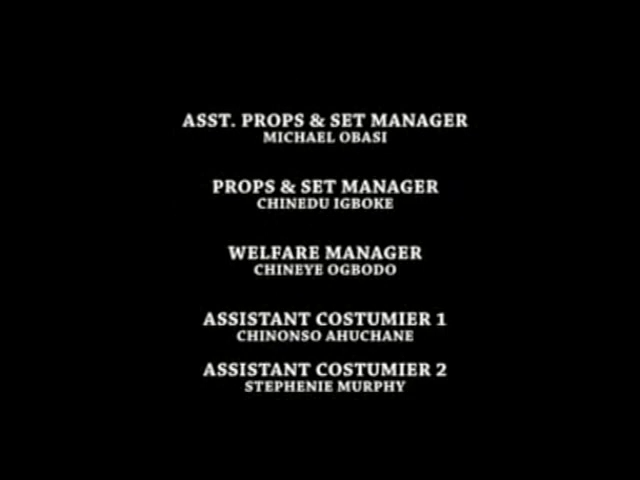 ASST. PROPS & SET MANAGER
MICHAEL OBASI
PROPS & SET MANAGER
CHINEDU IGBOKE
WELFARE MANAGER
CHINEYE OGBODO
ASSISTANT COSTUMIER 1
CHINONSO AHUCHANE
ASSISTANT COSTUMIER 2
STEPHENIE MURPHY